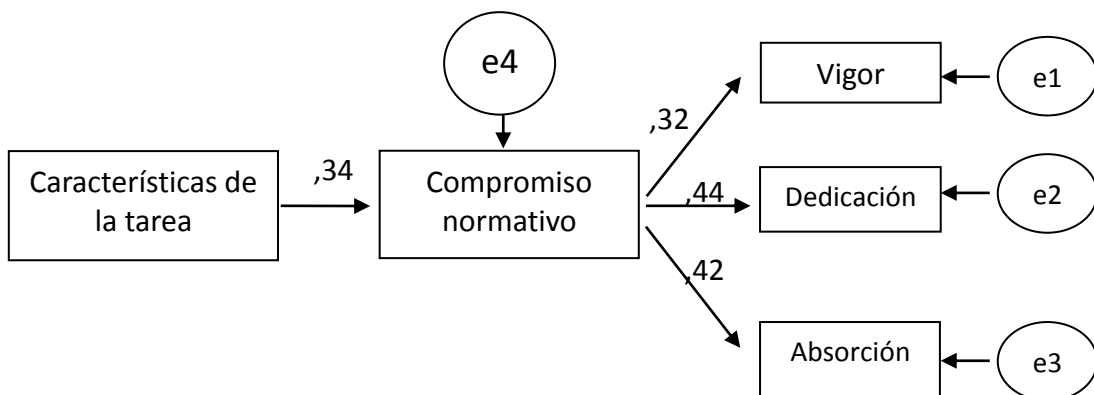 e4
Vigor
e1
,32
Características de
la tarea
,34
Compromiso
normativo
,44
Dedicación
e2
,42
Absorción
e3